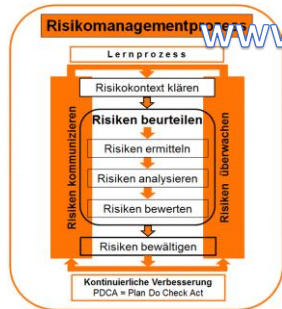 Risikomanagementprozess
www
Lernprozess
Risikokontext klären
Risiken beurteilen
Risiken ermitteln
Risiken analysieren
Risiken bewerten
Risiken bewältigen
Risiken kommunizieren
Risiken überwachen
Kontinuierliche Verbesserung
PDCA = Plan Do Check Act